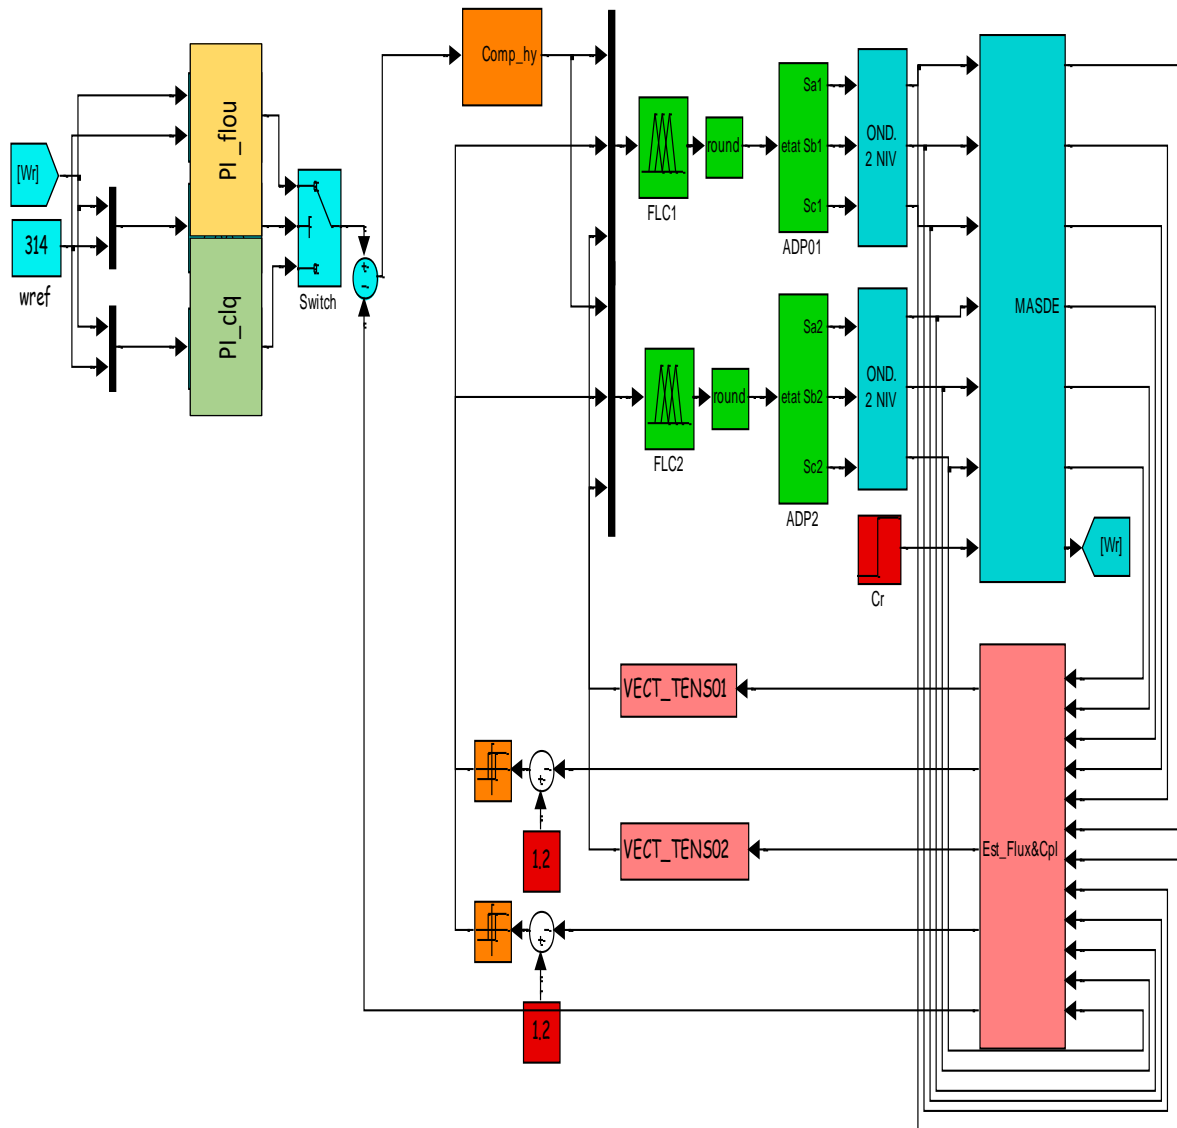 Comp_hy
PI_flou
[Wr]
314
wref
PI_clq
Switch
FLC1
round
Sa1
etat Sb1
Sc1
ADP01
OND.
2 NIV
MASDE
FLC2
round
Sa2
etat Sb2
Sc2
ADP2
OND.
2 NIV
Cr
[Wr]
VECT_TENS01
1.2
VECT_TENS02
Est_Flux&Cpl
1.2